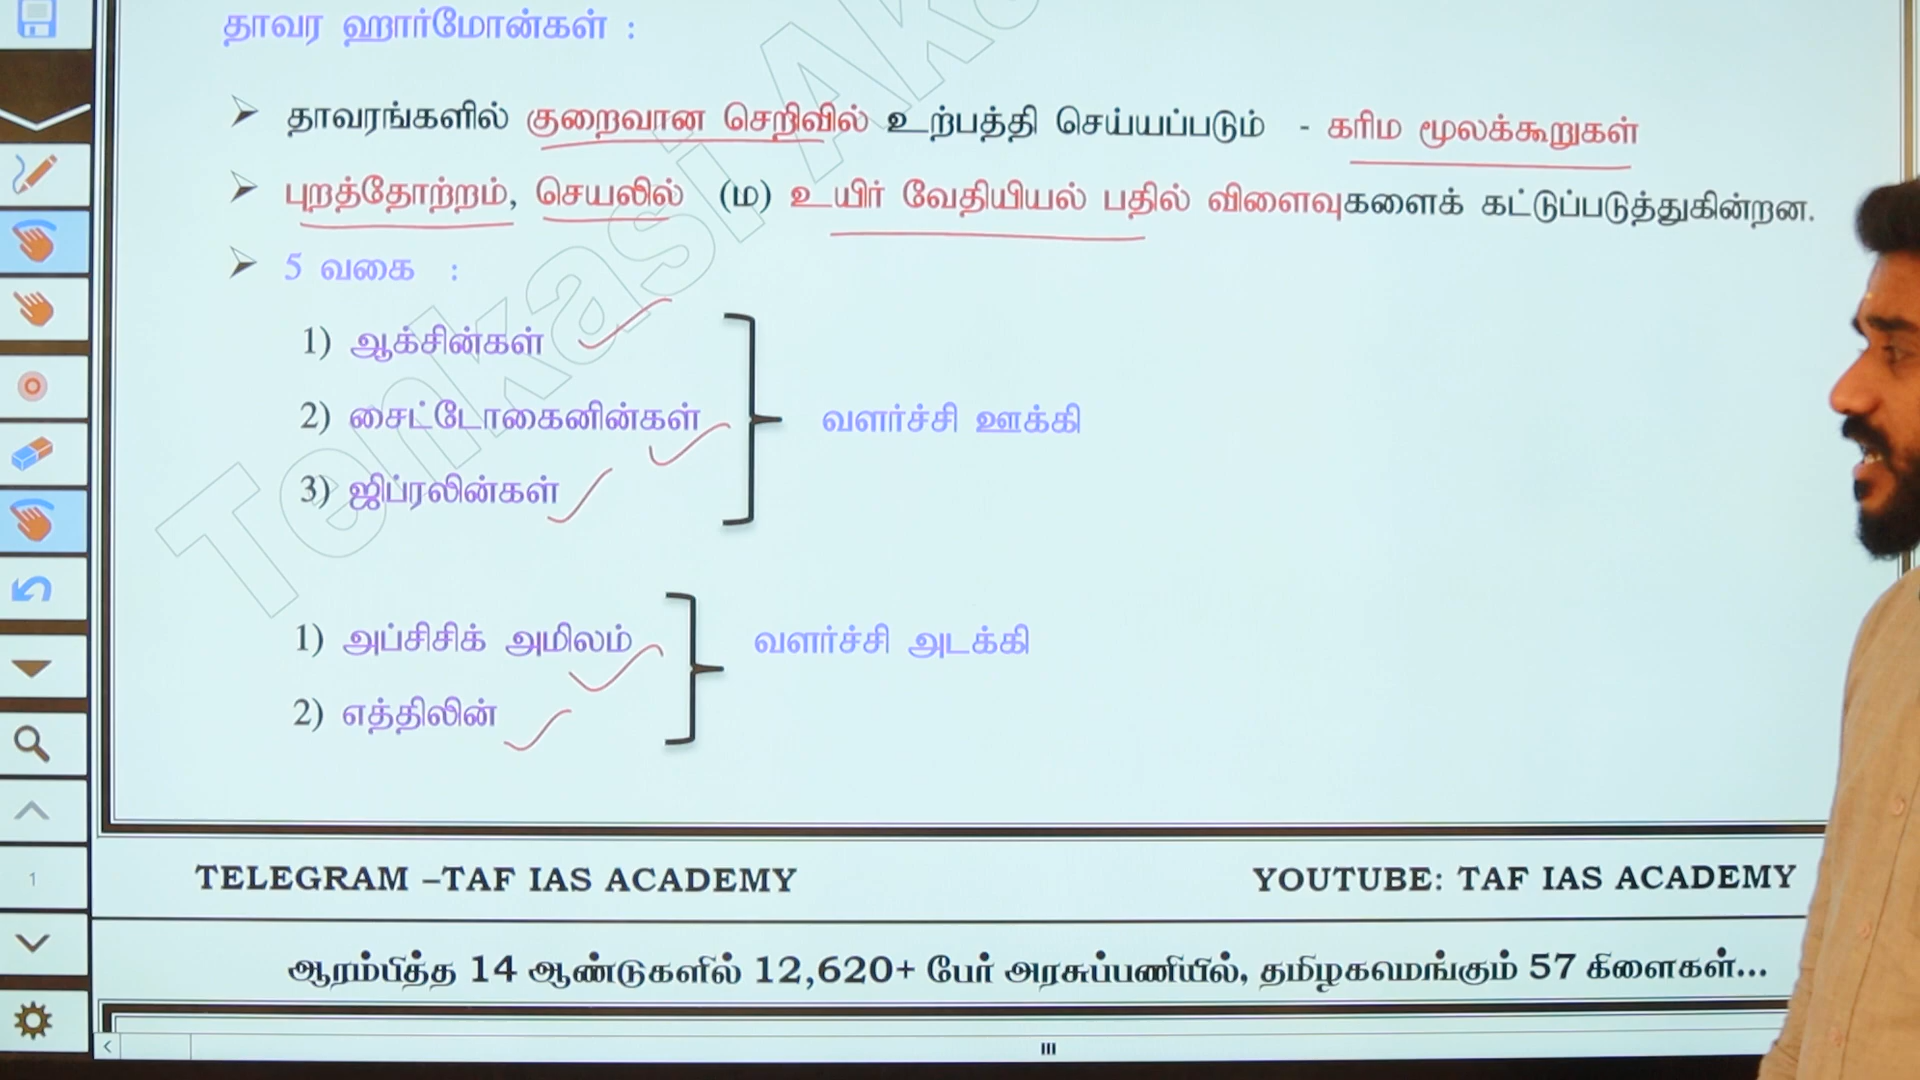 தாவர ஹார்மோன்கள் :
➢ தாவரங்களில் குறைவான செறிவில் உற்பத்தி செய்யப்படும் - கரிம மூலக்கூறுகள்
➢ புறத்தோற்றம், செயலில் (ம) உயிர் வேதியியல் பதில் விளைவுகளைக் கட்டுப்படுத்துகின்றன.
➢ 5 வகை :
1) ஆக்சின்கள்
2) சைட்டோகைனின்கள்
வளர்ச்சி ஊக்கி
3) ஜிப்ரலின்கள்
1) அப்சிசிக் அமிலம்
வளர்ச்சி அடக்கி
2) எத்திலின்
Tenkasi Aka
TELEGRAM –TAF IAS ACADEMY
YOUTUBE: TAF IAS ACADEMY
ஆரம்பித்த 14 ஆண்டுகளில் 12,620+ பேர் அரசுப்பணியில், தமிழகமெங்கும் 57 கிளைகள்...
1